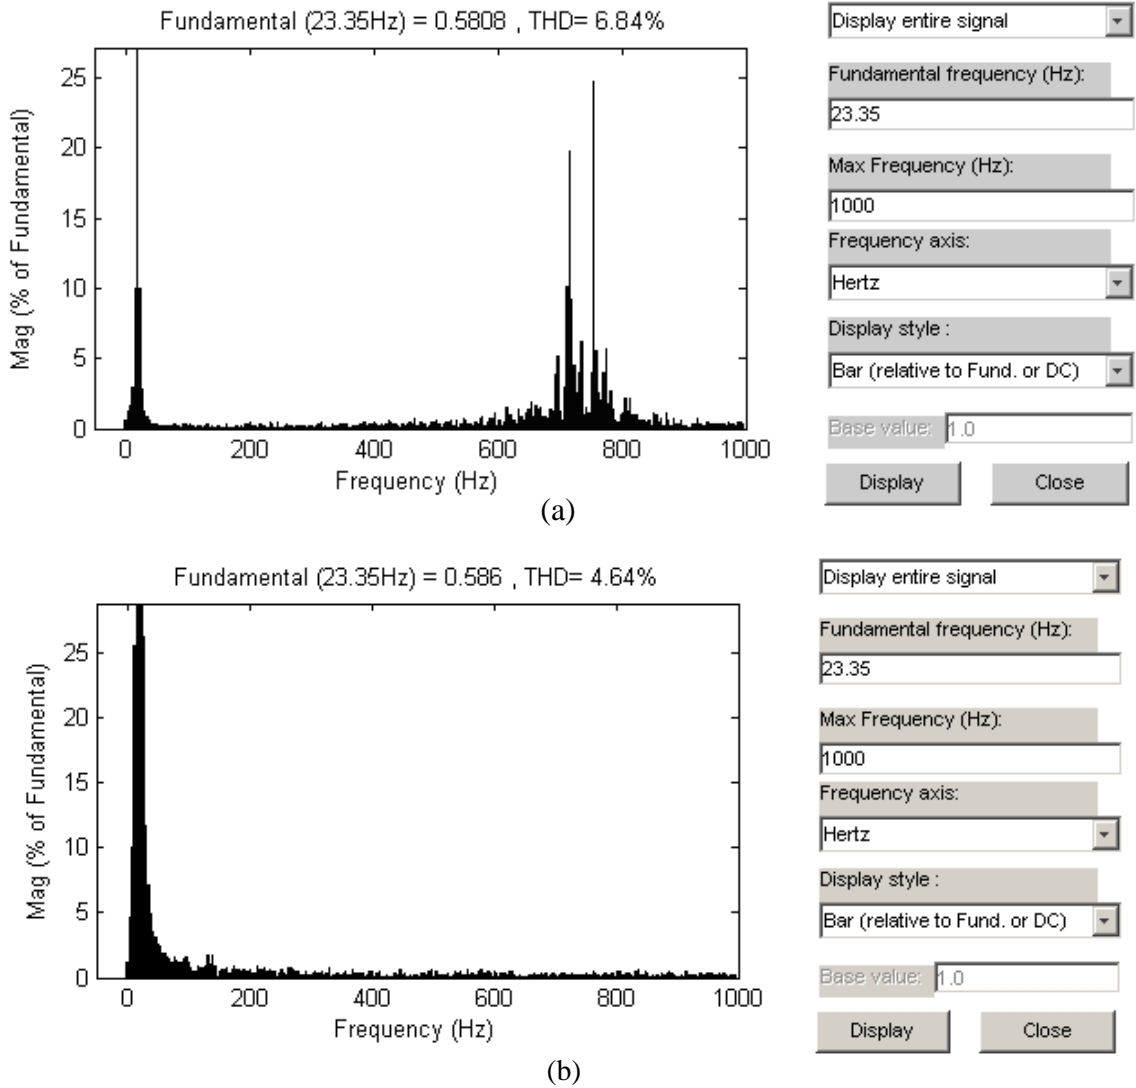 Fundamental (23.35Hz) = 0.5808 , THD= 6.84%
Mag (% of Fundamental)
25
20
15
10
5
0
0 200 400 600 800 1000
Frequency (Hz)
Display entire signal
Fundamental frequency (Hz):
23.35
Max Frequency (Hz):
1000
Frequency axis:
Hertz
Display style :
Bar (relative to Fund. or DC)
Base value: 1.0
Display Close
(a)
Fundamental (23.35Hz) = 0.586 , THD= 4.64%
Mag (% of Fundamental)
25
20
15
10
5
0
0 200 400 600 800 1000
Frequency (Hz)
Display entire signal
Fundamental frequency (Hz):
23.35
Max Frequency (Hz):
1000
Frequency axis:
Hertz
Display style :
Bar (relative to Fund. or DC)
Base value: 1.0
Display Close
(b)